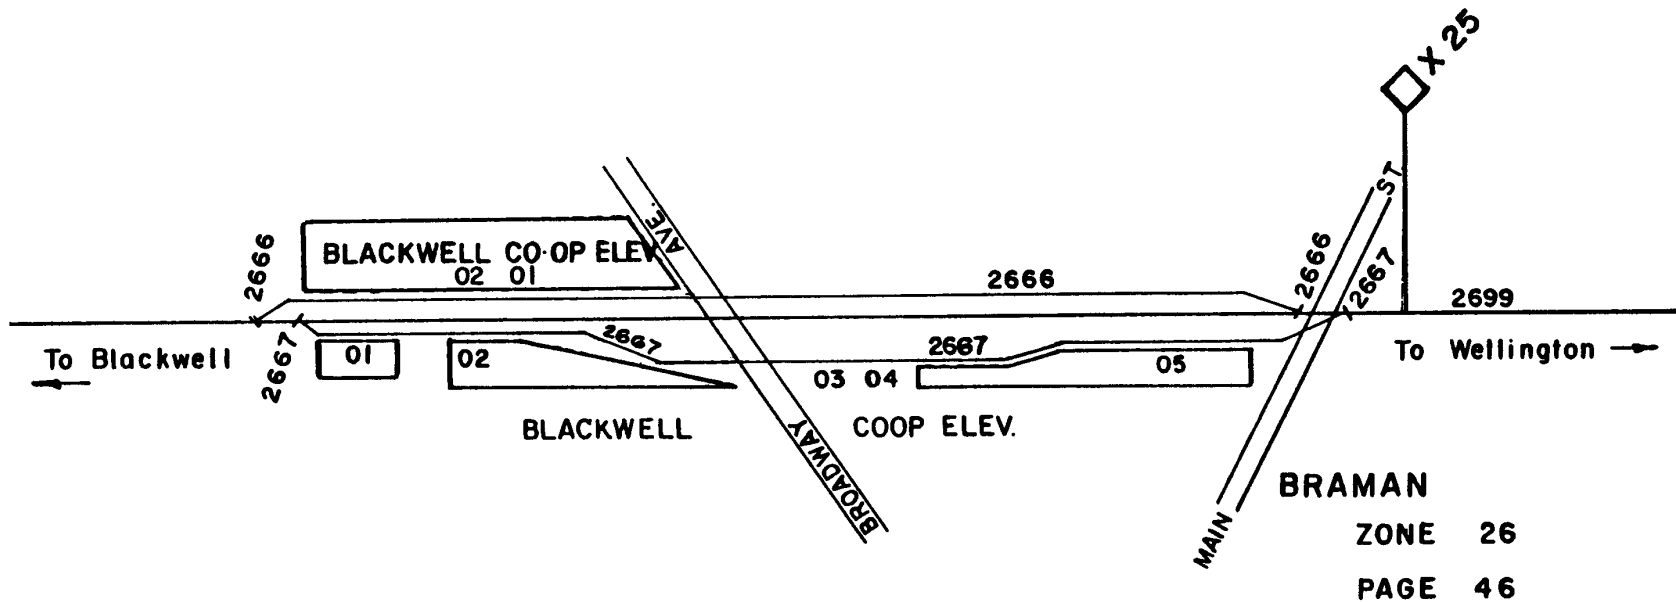 X 25
ST.
AVE.
2666
BLACKWELL CO-OP ELEV
02 01
2666
2666
2667
2699
To Blackwell
2667
01
02
2667
2667
03 04
05
To Wellington
BLACKWELL COOP ELEV.
BROADWAY
MAIN
BRAMAN
ZONE 26
PAGE 46